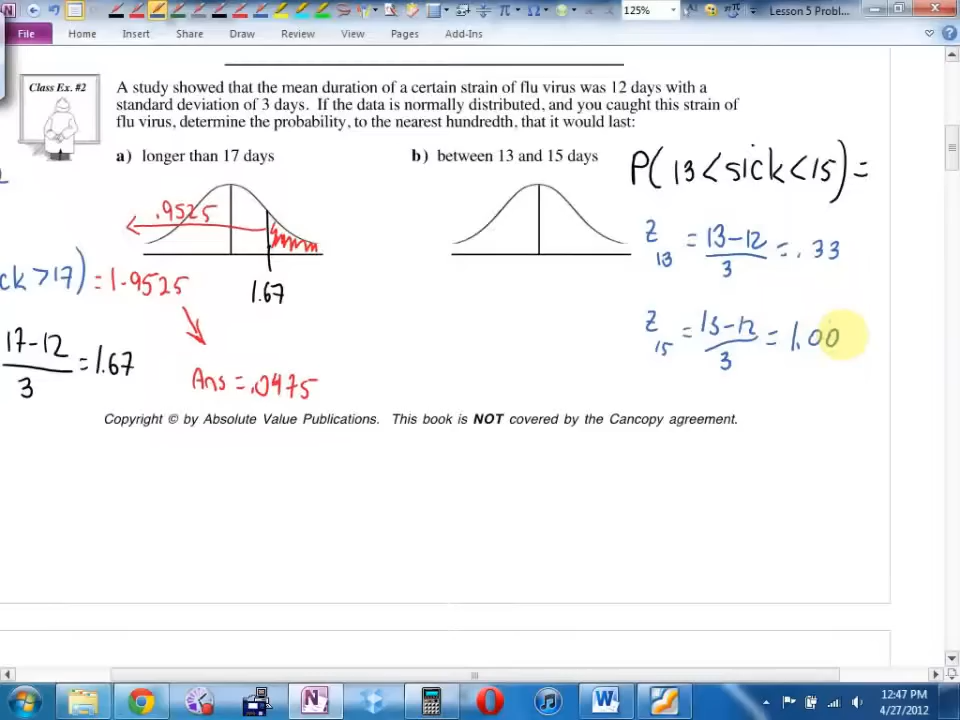 125%
Lesson 5 Probl...
File Home Insert Share Draw Review View Pages Add-Ins
Class Ex. #2
A study showed that the mean duration of a certain strain of flu virus was 12 days with a
standard deviation of 3 days. If the data is normally distributed, and you caught this strain of
flu virus, determine the probability, to the nearest hundredth, that it would last:
a) longer than 17 days
b) between 13 and 15 days
P( 13 < sick < 15) =
.9525
ck > 17) = 1-.9525
1.67
17-12
3
= 1.67
Ans = .0475
Z13 = 13-12
3
= .33
Z15 = 15-12
3
= 1.00
Copyright © by Absolute Value Publications. This book is NOT covered by the Cancopy agreement.
12:47 PM
4/27/2012